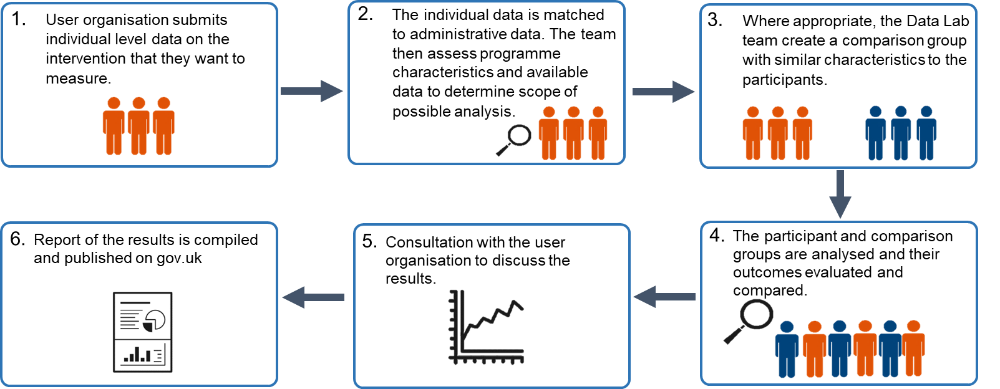 1. User organisation submits
individual level data on the
intervention that they want to
measure.
2. The individual data is matched
to administrative data. The team
then assess programme
characteristics and available
data to determine scope of
possible analysis.
3. Where appropriate, the Data Lab
team create a comparison group
with similar characteristics to the
participants.
4. The participant and comparison
groups are analysed and their
outcomes evaluated and
compared.
5. Consultation with the user
organisation to discuss the
results.
6. Report of the results is compiled
and published on gov.uk